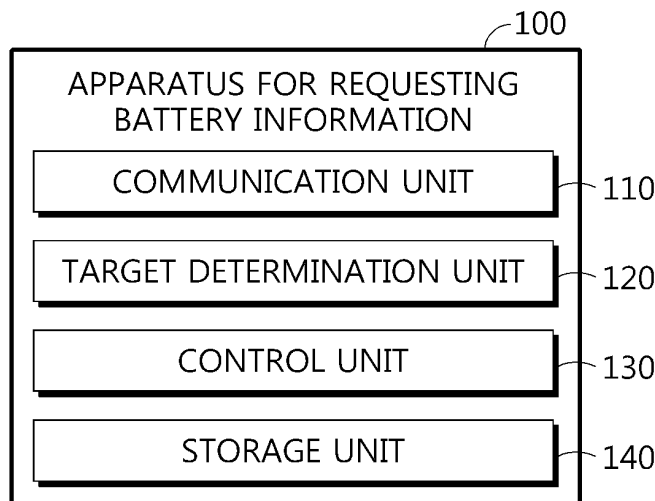 100
APPARATUS FOR REQUESTING
BATTERY INFORMATION
COMMUNICATION UNIT
110
TARGET DETERMINATION UNIT
120
CONTROL UNIT
130
STORAGE UNIT
140